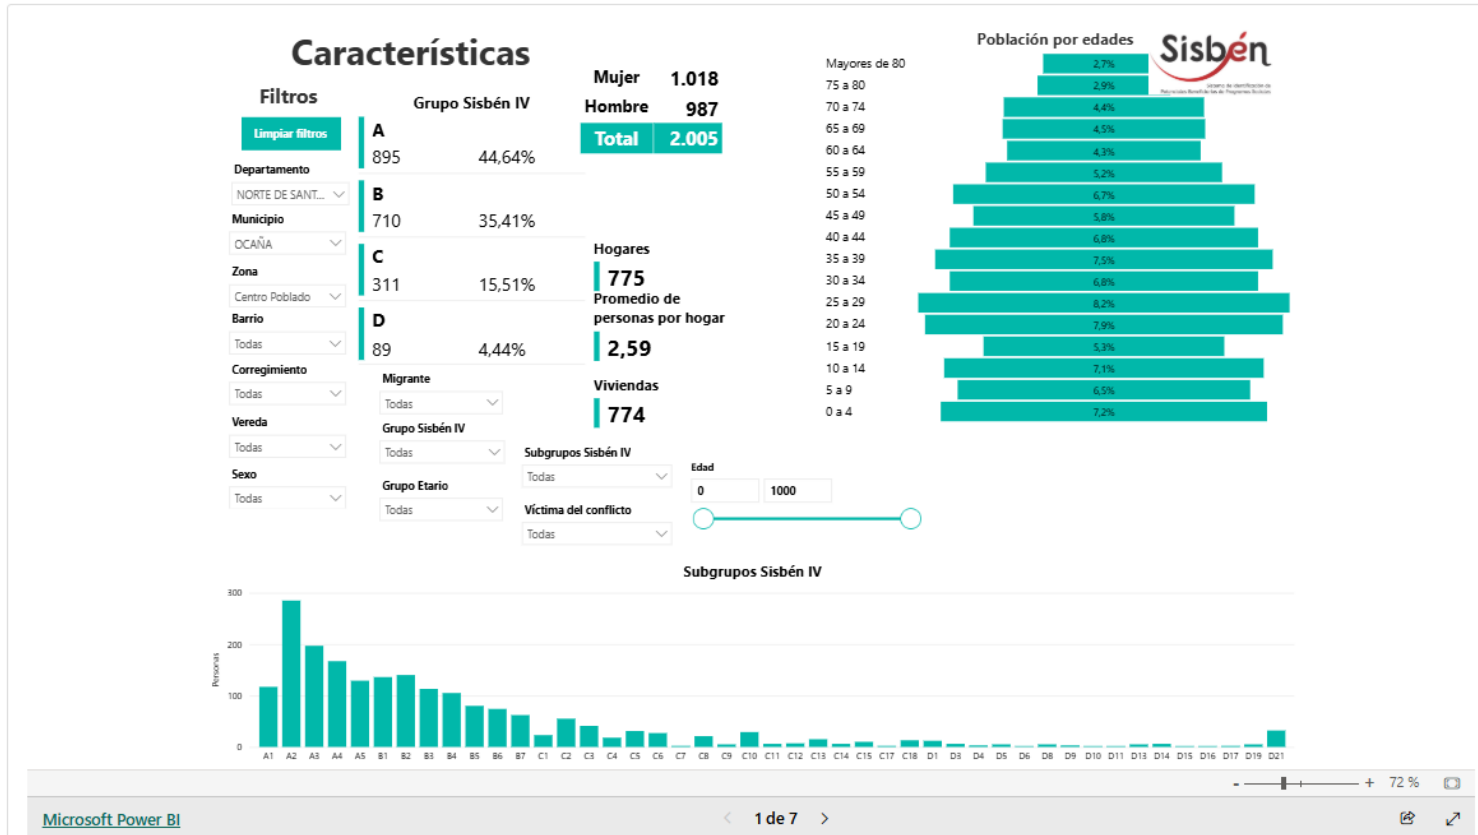 Características
Filtros
Limpiar filtros
Departamento
NORTE DE SANT...
Municipio
OCAÑA
Zona
Centro Poblado
Barrio
Todas
Corregimiento
Todas
Vereda
Todas
Sexo
Todas
Grupo Sisbén IV
A
895 44,64%
B
710 35,41%
C
311 15,51%
D
89 4,44%
Migrante
Todas
Grupo Sisbén IV
Todas
Grupo Etario
Todas
Mujer 1.018
Hombre 987
Total 2.005
Hogares
775
Promedio de
personas por hogar
2,59
Viviendas
774
Subgrupos Sisbén IV
Todas
Víctima del conflicto
Todas
Edad
0 1000
Población por edades
Sisbén
Sistema de Identificación de
Potenciales Beneficiarios de Programas Sociales
Mayores de 80 2,7%
75 a 80 2,9%
70 a 74 4,4%
65 a 69 4,5%
60 a 64 4,3%
55 a 59 5,2%
50 a 54 6,7%
45 a 49 5,8%
40 a 44 6,8%
35 a 39 7,5%
30 a 34 6,8%
25 a 29 8,2%
20 a 24 7,9%
15 a 19 5,3%
10 a 14 7,1%
5 a 9 6,5%
0 a 4 7,2%
Subgrupos Sisbén IV
Personas
300
200
100
0
A1 A2 A3 A4 A5 B1 B2 B3 B4 B5 B6 B7 C1 C2 C3 C4 C5 C6 C7 C8 C9 C10 C11 C12 C13 C14 C15 C17 C18 D1 D3 D4 D5 D6 D8 D9 D10 D11 D13 D14 D15 D16 D17 D19 D21
- + 72 %
Microsoft Power BI
1 de 7